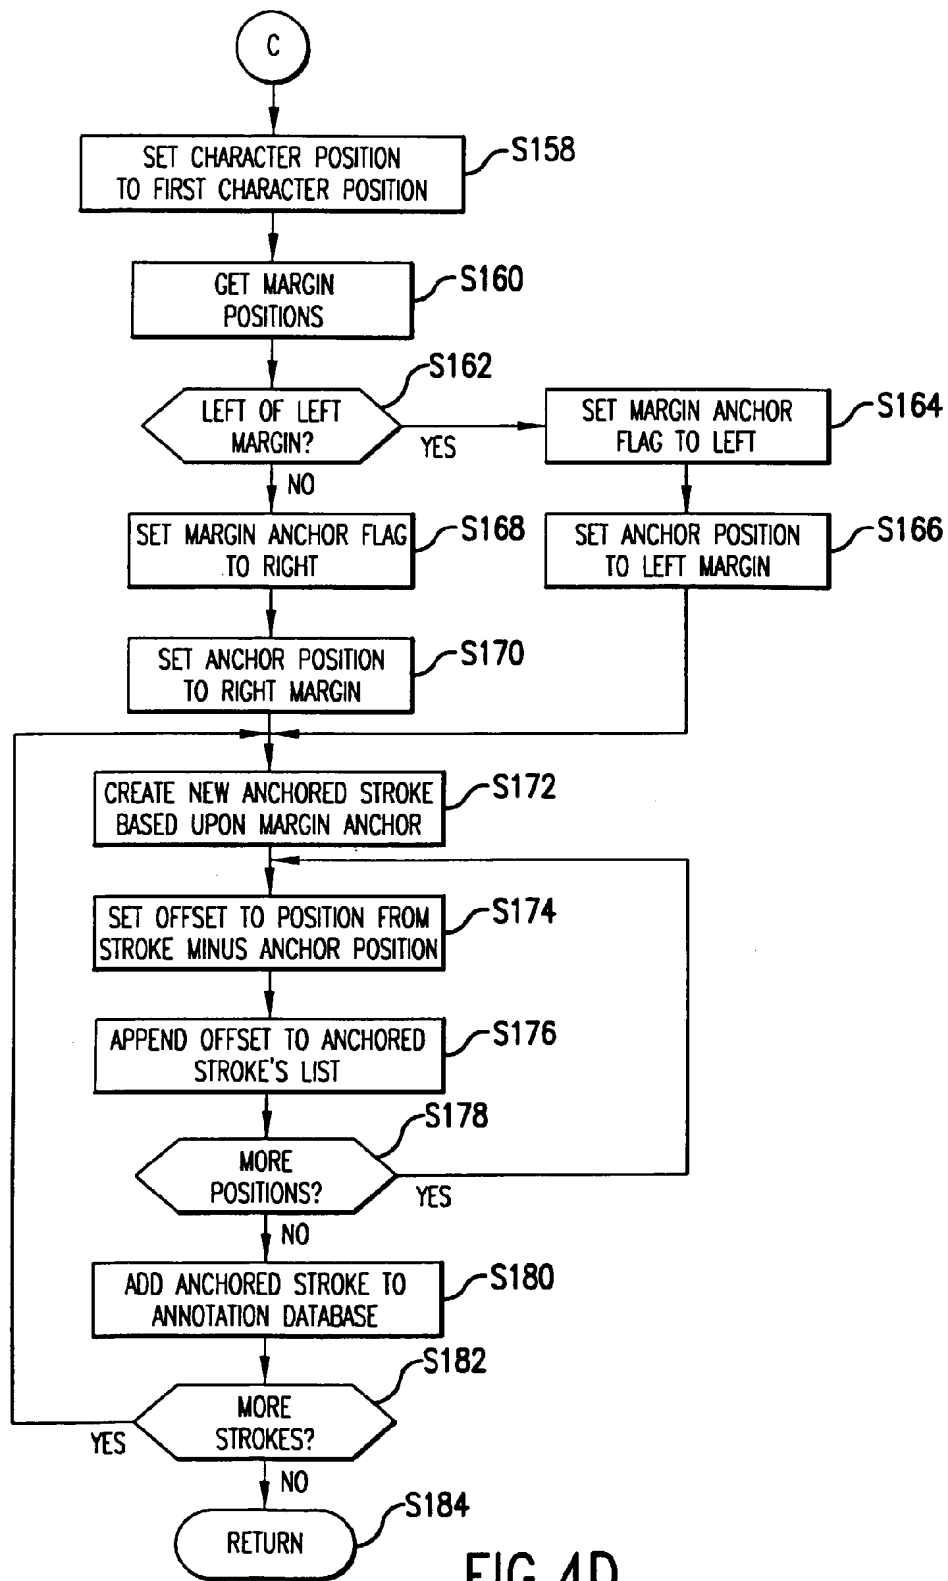 C
SET CHARACTER POSITION
TO FIRST CHARACTER POSITION
S158
GET MARGIN
POSITIONS
S160
LEFT OF LEFT
MARGIN?
S162
YES
NO
SET MARGIN ANCHOR
FLAG TO LEFT
S164
SET MARGIN ANCHOR FLAG
TO RIGHT
S168
SET ANCHOR POSITION
TO LEFT MARGIN
S166
SET ANCHOR POSITION
TO RIGHT MARGIN
S170
CREATE NEW ANCHORED STROKE
BASED UPON MARGIN ANCHOR
S172
SET OFFSET TO POSITION FROM
STROKE MINUS ANCHOR POSITION
S174
APPEND OFFSET TO ANCHORED
STROKE'S LIST
S176
MORE
POSITIONS?
S178
YES
NO
ADD ANCHORED STROKE TO
ANNOTATION DATABASE
S180
MORE
STROKES?
S182
YES
NO
RETURN
S184
FIG.4D